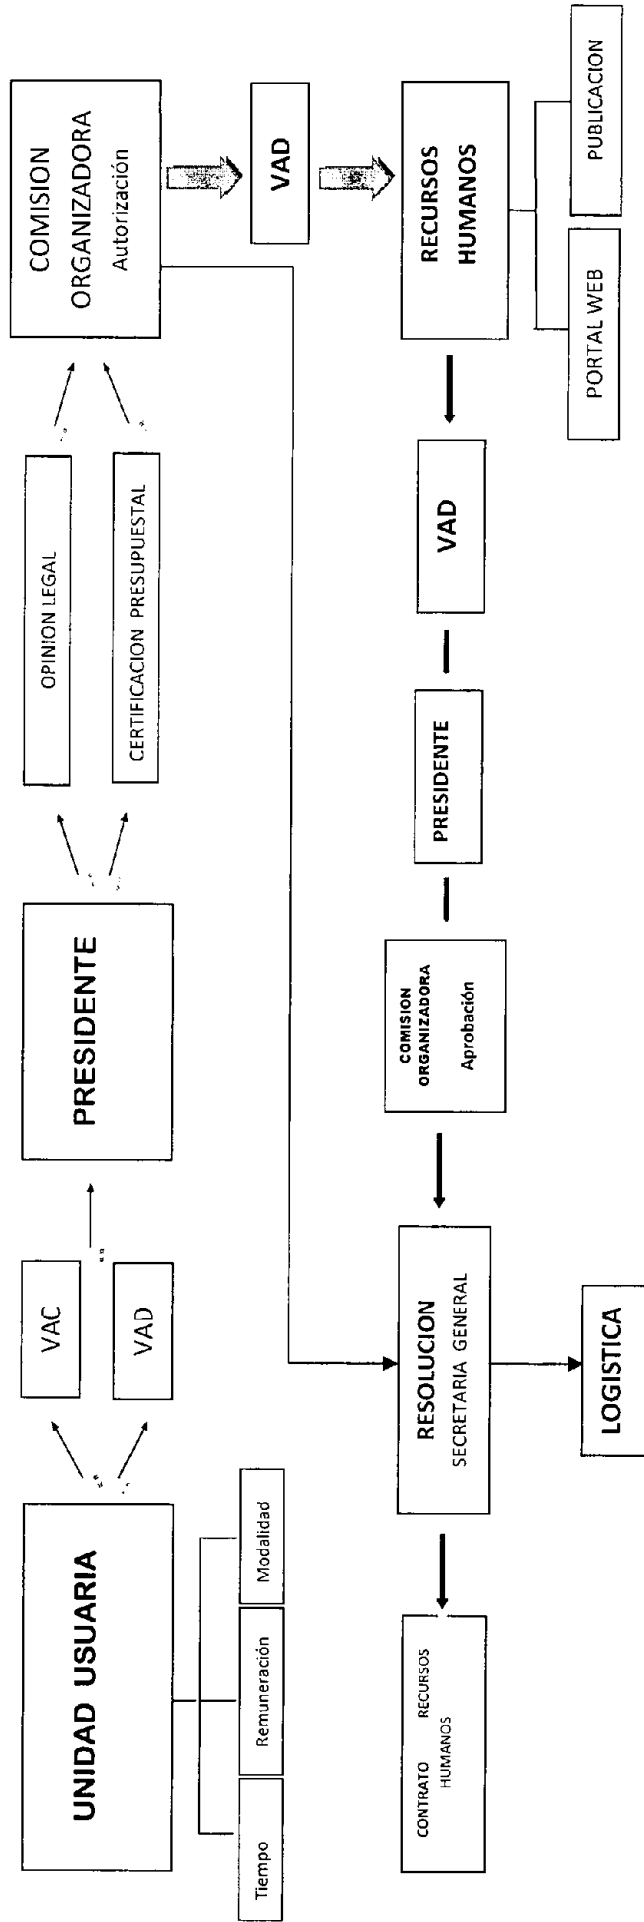 UNIDAD USUARIA
Tiempo
Remuneración
Modalidad
VAC
VAD
PRESIDENTE
OPINION LEGAL
CERTIFICACION PRESUPUESTAL
COMISION
ORGANIZADORA
Autorización
VAD
RECURSOS
HUMANOS
PORTAL WEB
PUBLICACION
VAD
PRESIDENTE
COMISION
ORGANIZADORA
Aprobación
RESOLUCION
SECRETARIA GENERAL
LOGISTICA
CONTRATO RECURSOS
HUMANOS